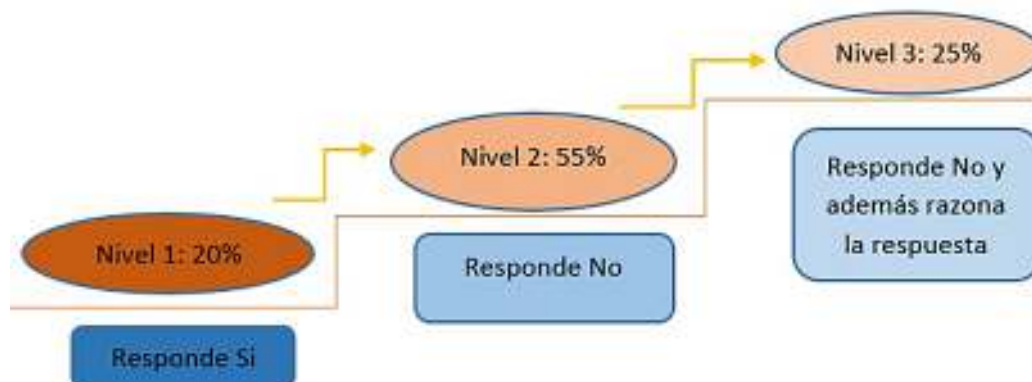 Nivel 1: 20%
Responde Si
Nivel 2: 55%
Responde No
Nivel 3: 25%
Responde No y
además razona
la respuesta